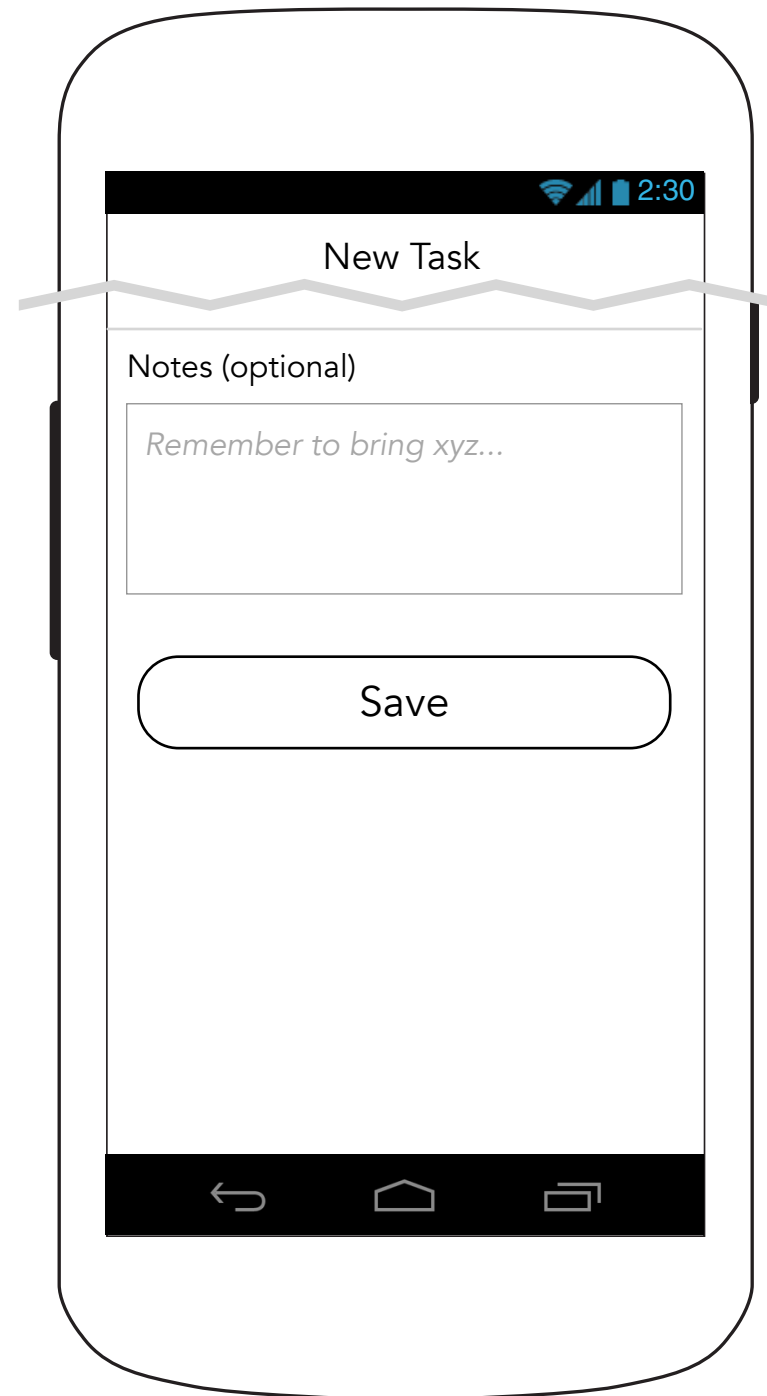 2:30
New Task
Notes (optional)
Remember to bring xyz...
Save